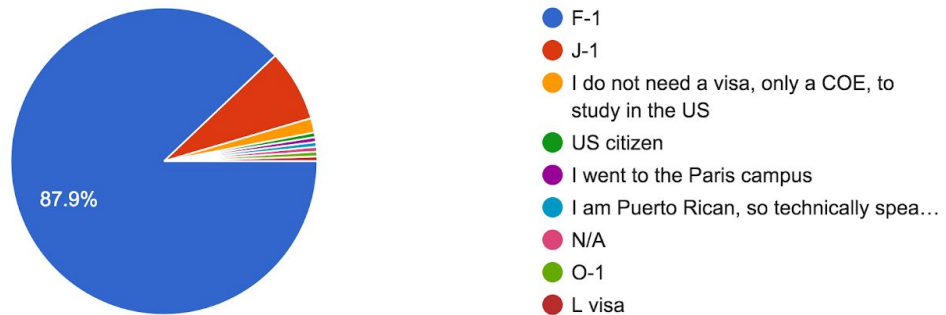 87.9%
F-1
J-1
I do not need a visa, only a COE, to
study in the US
US citizen
I went to the Paris campus
I am Puerto Rican, so technically spea…
N/A
O-1
L visa